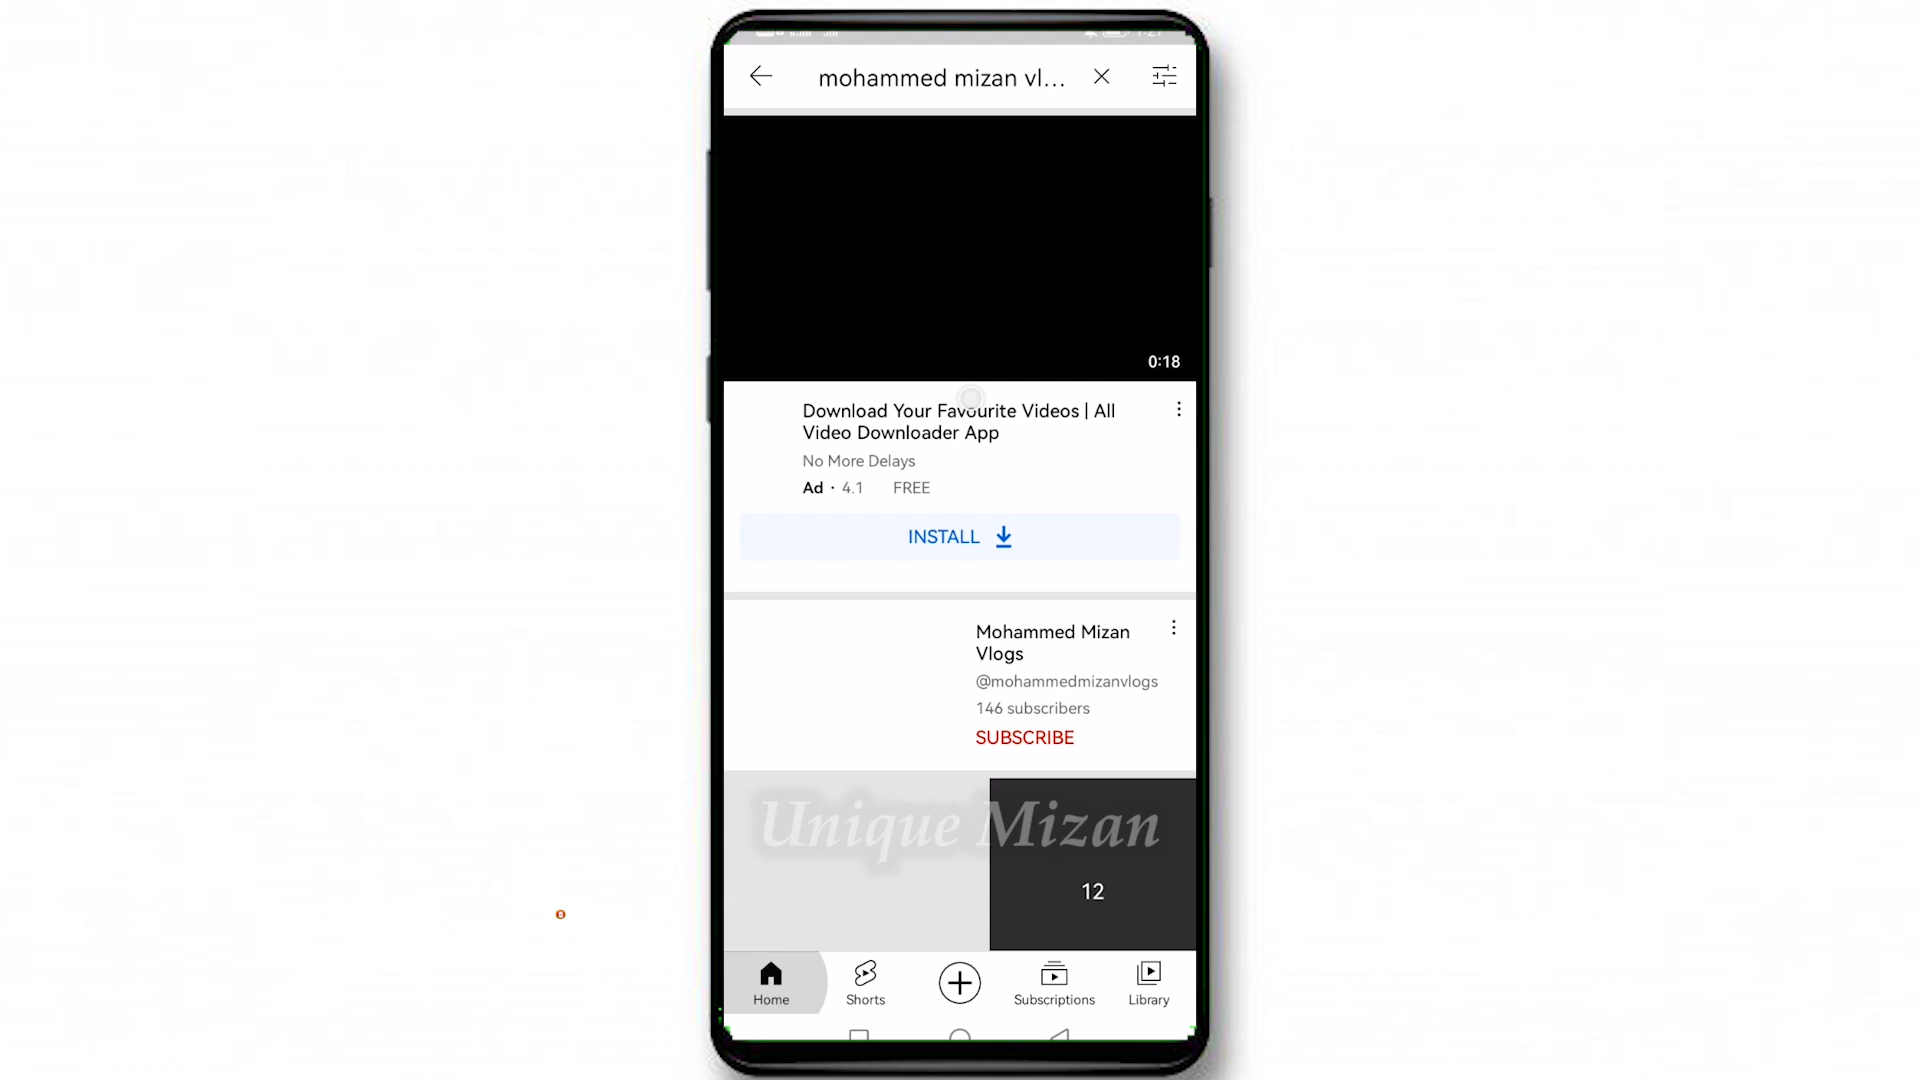 mohammed mizan vl...
0:18
Download Your Favourite Videos | All
Video Downloader App
No More Delays
Ad · 4.1 FREE
INSTALL
Mohammed Mizan
Vlogs
@mohammedmizanvlogs
146 subscribers
SUBSCRIBE
Unique Mizan
12
Home
Shorts
Subscriptions
Library